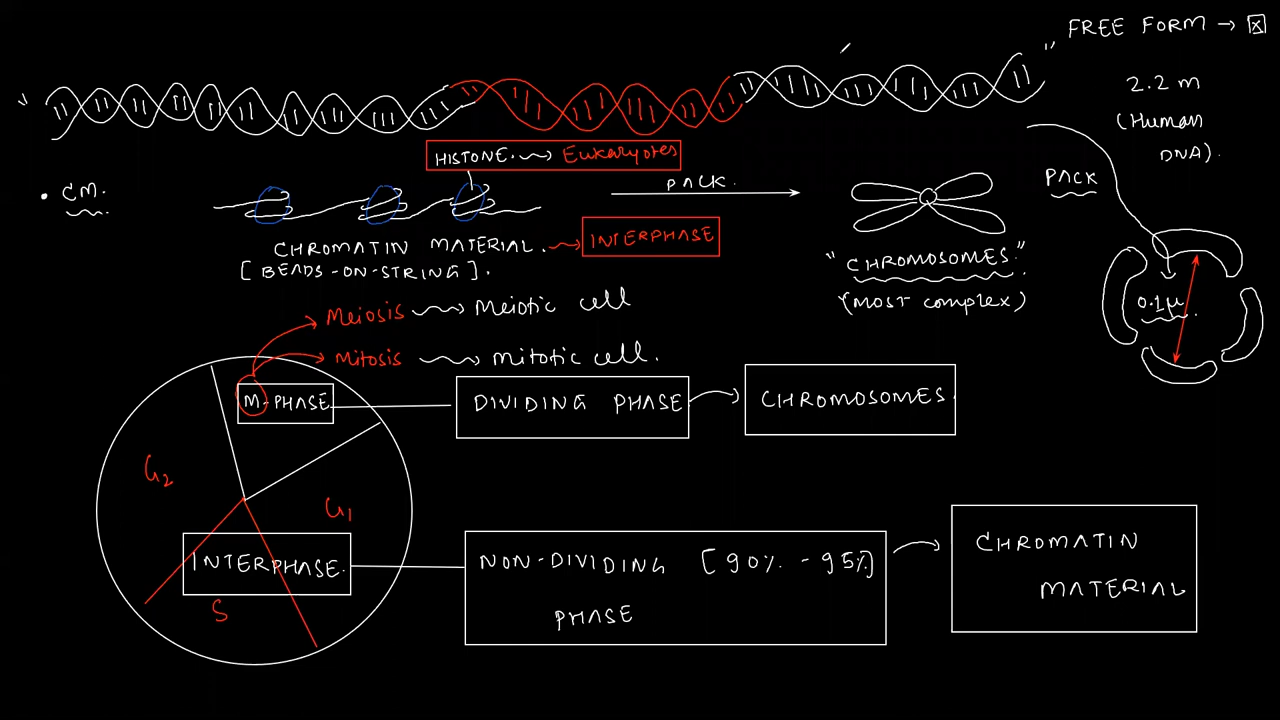 FREE FORM → ☒
2.2 m
(Human
DNA).
HISTONE. Eukaryotes
PACK
PACK.
• CM.
CHROMATIN MATERIAL. INTERPHASE
[BEADS-ON-STRING].
"CHROMOSOMES."
(MOST complex)
0.1μ
Meiosis → Meiotic cell
Mitosis → mitotic cell.
M-PHASE
DIVIDING PHASE
CHROMOSOMES.
G2
G1
INTERPHASE.
S
NON-DIVIDING [90% - 95%]
PHASE
CHROMATIN
MATERIAL